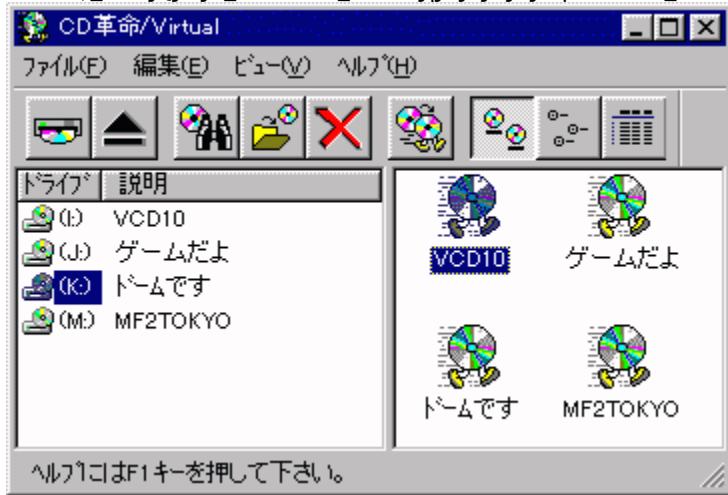 CD革命/Virtual
ﾌｧｲﾙ(F) 編集(E) ﾋﾞｭｰ(V) ﾍﾙﾌﾟ(H)
ﾄﾞﾗｲﾌﾞ 説明
(I:) VCD10
(J:) ゲームだよ
(K:) ﾄﾞｰﾑです
(M:) MF2TOKYO
VCD10 ゲームだよ
ﾄﾞｰﾑです MF2TOKYO
ﾍﾙﾌﾟにはF1キーを押して下さい。